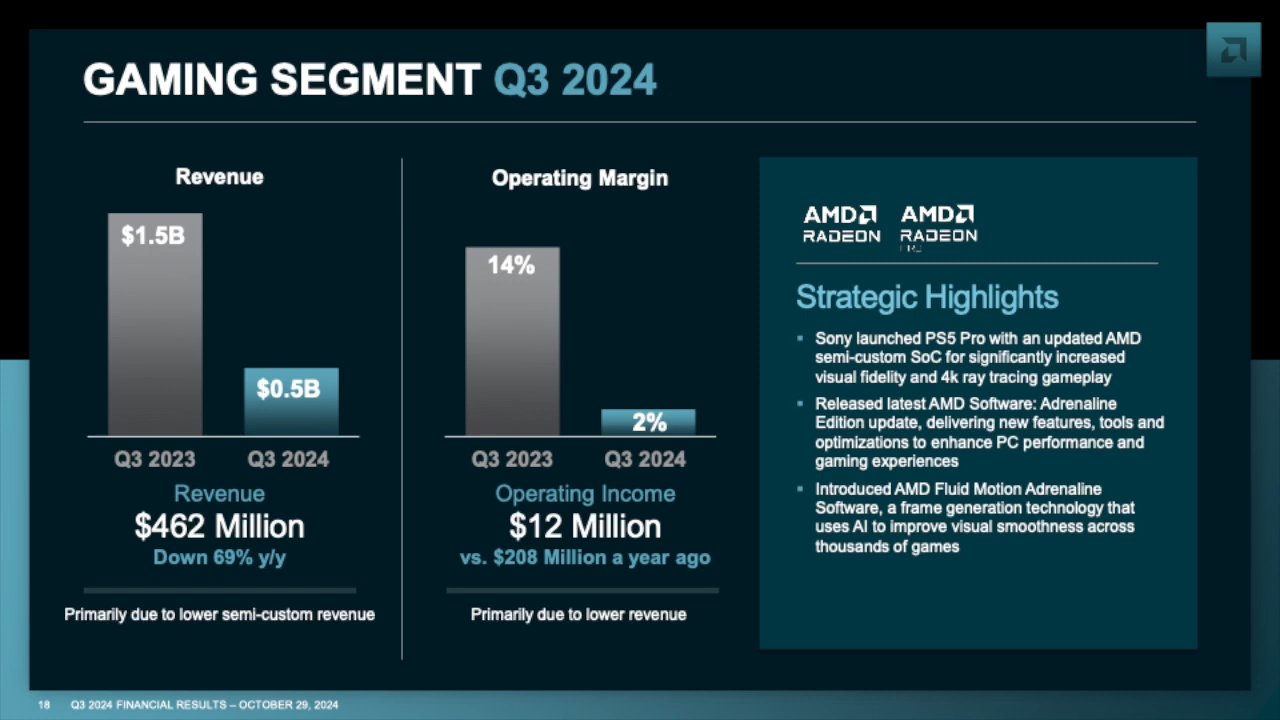 GAMING SEGMENT Q3 2024
Revenue
$1.5B
$0.5B
Q3 2023
Q3 2024
Revenue
$462 Million
Down 69% y/y
Primarily due to lower semi-custom revenue
Operating Margin
14%
2%
Q3 2023
Q3 2024
Operating Income
$12 Million
vs. $208 Million a year ago
Primarily due to lower revenue
AMD
RADEON
AMD
RADEON
PRO
Strategic Highlights
▪ Sony launched PS5 Pro with an updated AMD
semi-custom SoC for significantly increased
visual fidelity and 4k ray tracing gameplay
▪ Released latest AMD Software: Adrenaline
Edition update, delivering new features, tools and
optimizations to enhance PC performance and
gaming experiences
▪ Introduced AMD Fluid Motion Adrenaline
Software, a frame generation technology that
uses AI to improve visual smoothness across
thousands of games
18 Q3 2024 FINANCIAL RESULTS – OCTOBER 29, 2024